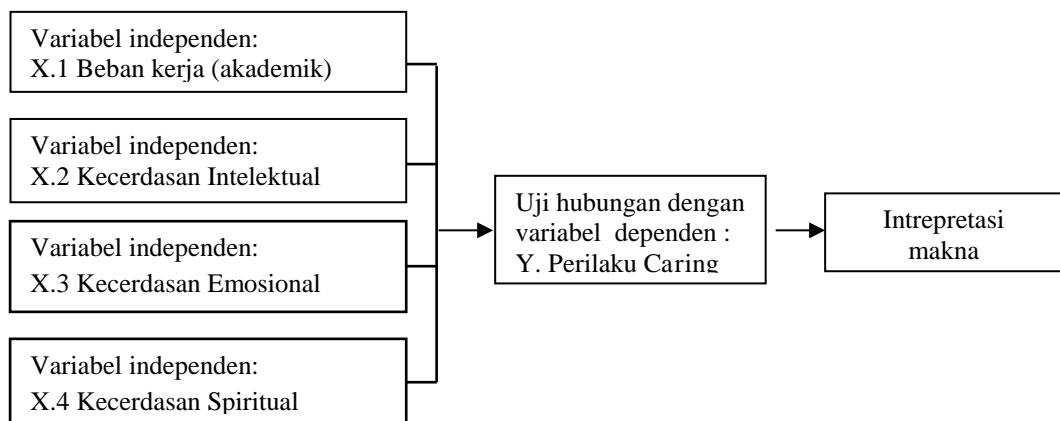 Variabel independen:
X.1 Beban kerja (akademik)
Variabel independen:
X.2 Kecerdasan Intelektual
Variabel independen:
X.3 Kecerdasan Emosional
Variabel independen:
X.4 Kecerdasan Spiritual
Uji hubungan dengan
variabel dependen :
Y. Perilaku Caring
Intrepretasi
makna